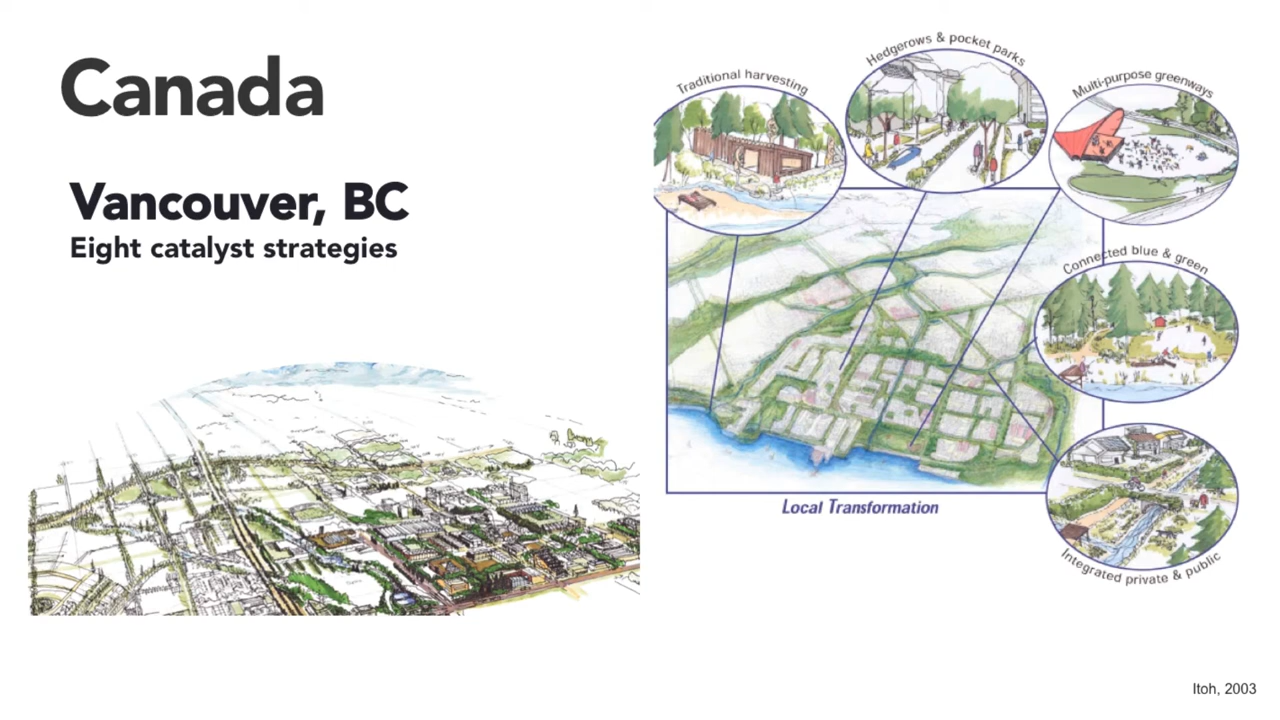 Canada
Vancouver, BC
Eight catalyst strategies
Traditional harvesting
Hedgerows & pocket parks
Multi-purpose greenways
Connected blue & green
Integrated private & public
Local Transformation
Itoh, 2003